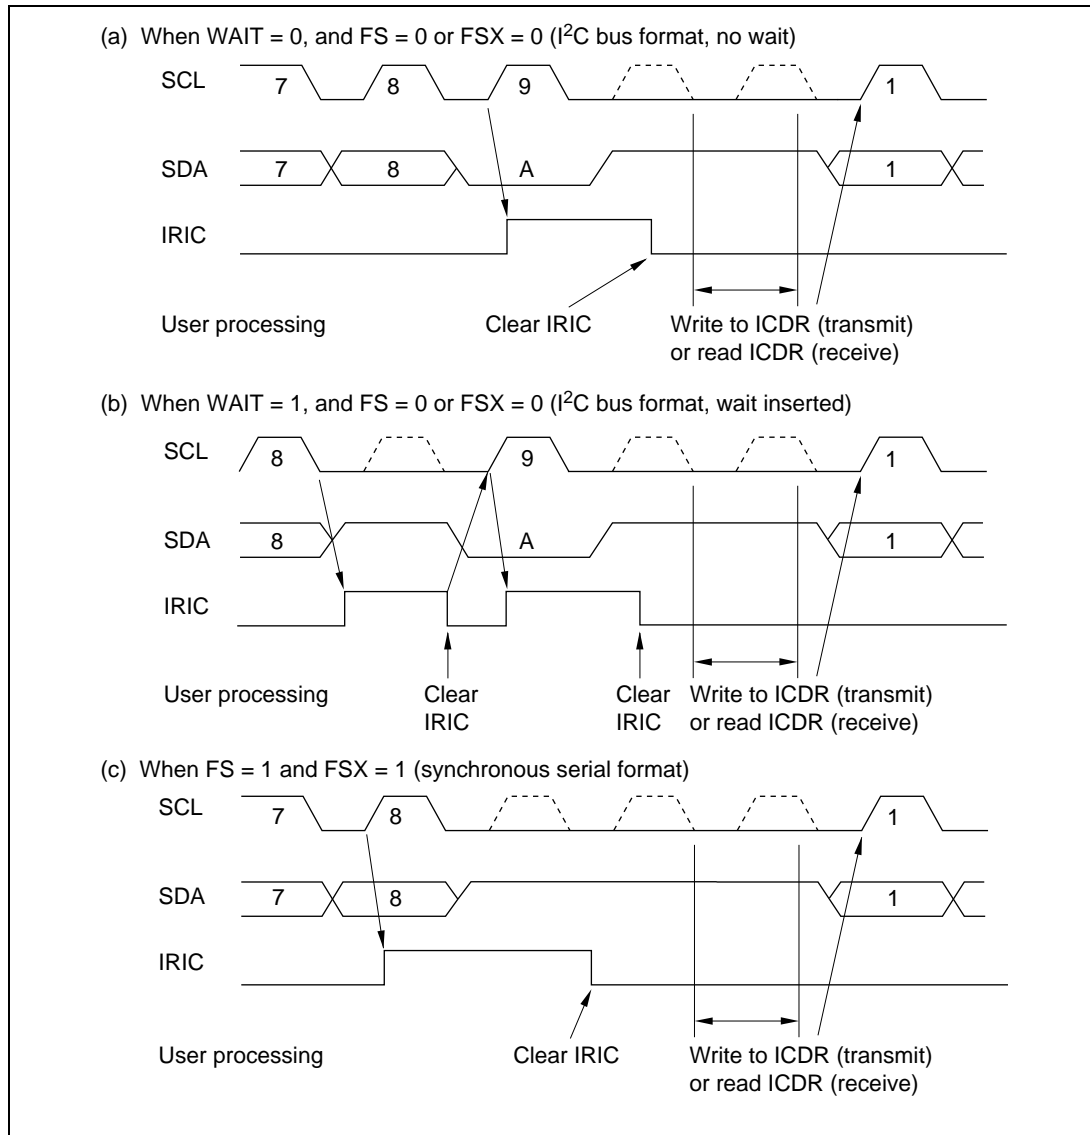 (a) When WAIT = 0, and FS = 0 or FSX = 0 (I²C bus format, no wait)
SCL
7 8 9 1
SDA
7 8 A 1
IRIC
User processing Clear IRIC Write to ICDR (transmit)
or read ICDR (receive)
(b) When WAIT = 1, and FS = 0 or FSX = 0 (I²C bus format, wait inserted)
SCL
8 9 1
SDA
8 A 1
IRIC
User processing Clear Clear Write to ICDR (transmit)
IRIC IRIC or read ICDR (receive)
(c) When FS = 1 and FSX = 1 (synchronous serial format)
SCL
7 8 1
SDA
7 8 1
IRIC
User processing Clear IRIC Write to ICDR (transmit)
or read ICDR (receive)